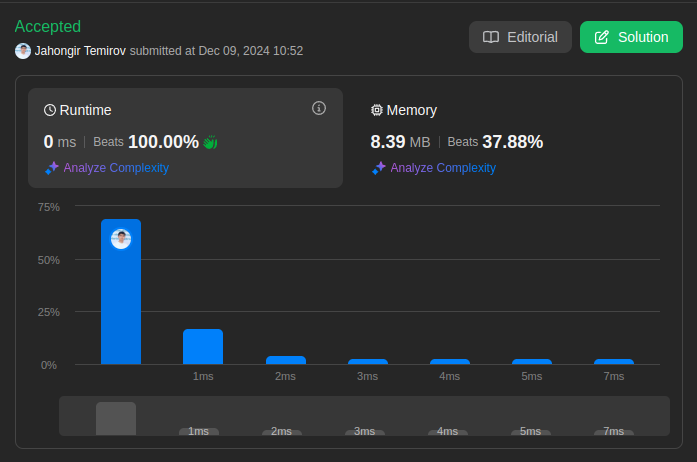 Accepted
Jahongir Temirov submitted at Dec 09, 2024 10:52
Editorial
Solution
Runtime
0 ms | Beats 100.00%
Analyze Complexity
Memory
8.39 MB | Beats 37.88%
Analyze Complexity
75%
50%
25%
0%
1ms 2ms 3ms 4ms 5ms 7ms
1ms 2ms 3ms 4ms 5ms 7ms